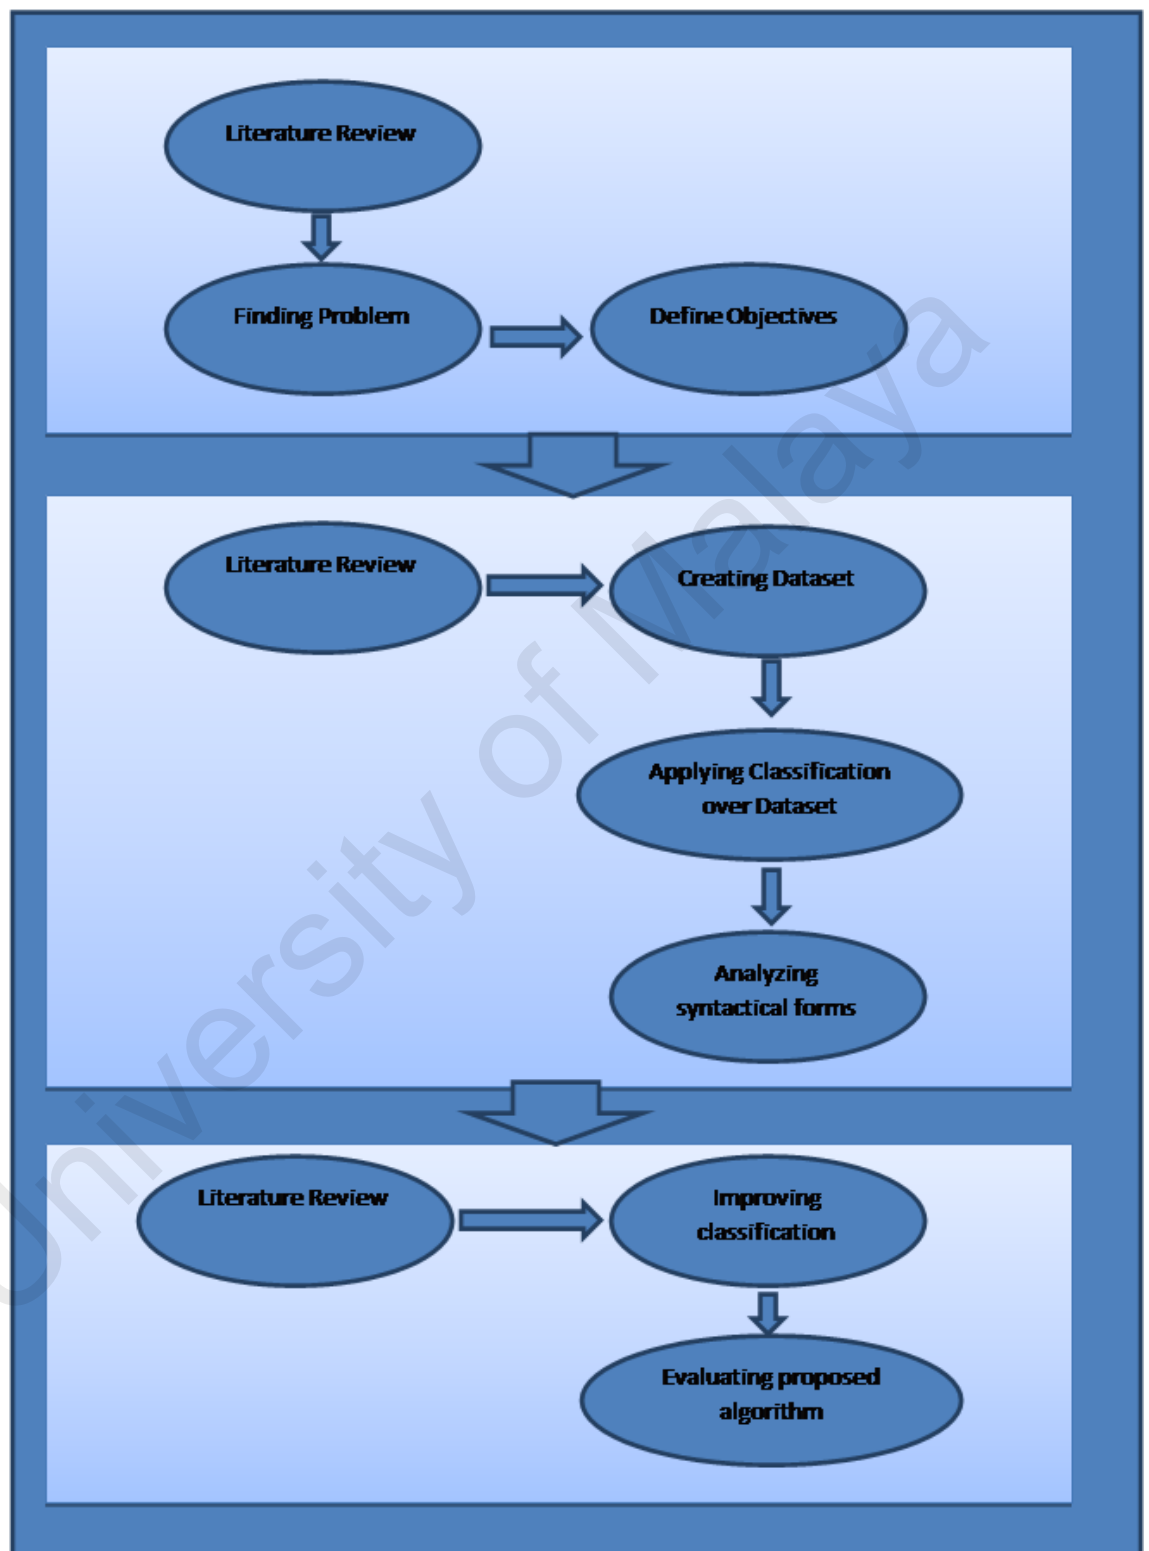 Literature Review
Finding Problem
Define Objectives
Literature Review
Creating Dataset
Applying Classification
over Dataset
Analyzing
syntactical forms
Literature Review
Improving
classification
Evaluating proposed
algorithm
University of Malaya